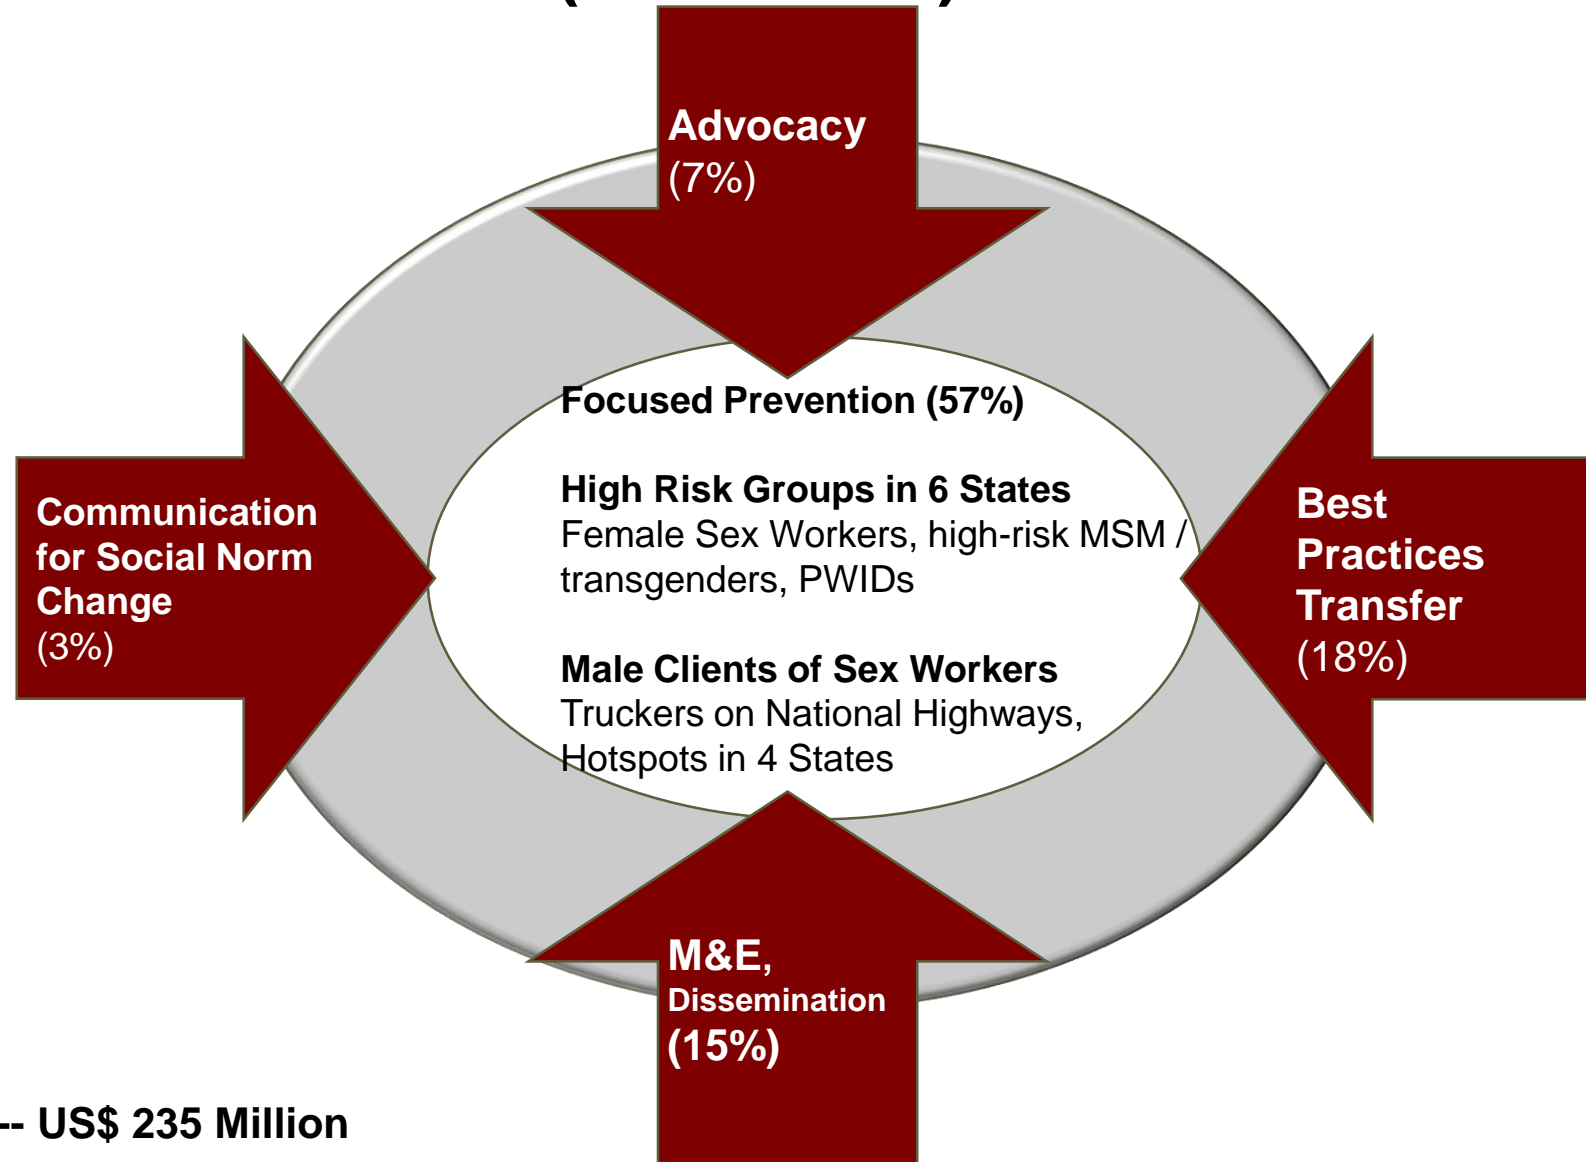 Advocacy
(7%)
Focused Prevention (57%)
High Risk Groups in 6 States
Female Sex Workers, high-risk MSM /
transgenders, PWIDs
Male Clients of Sex Workers
Truckers on National Highways,
Hotspots in 4 States
Communication
for Social Norm
Change
(3%)
Best
Practices
Transfer
(18%)
M&E,
Dissemination
(15%)
-- US$ 235 Million